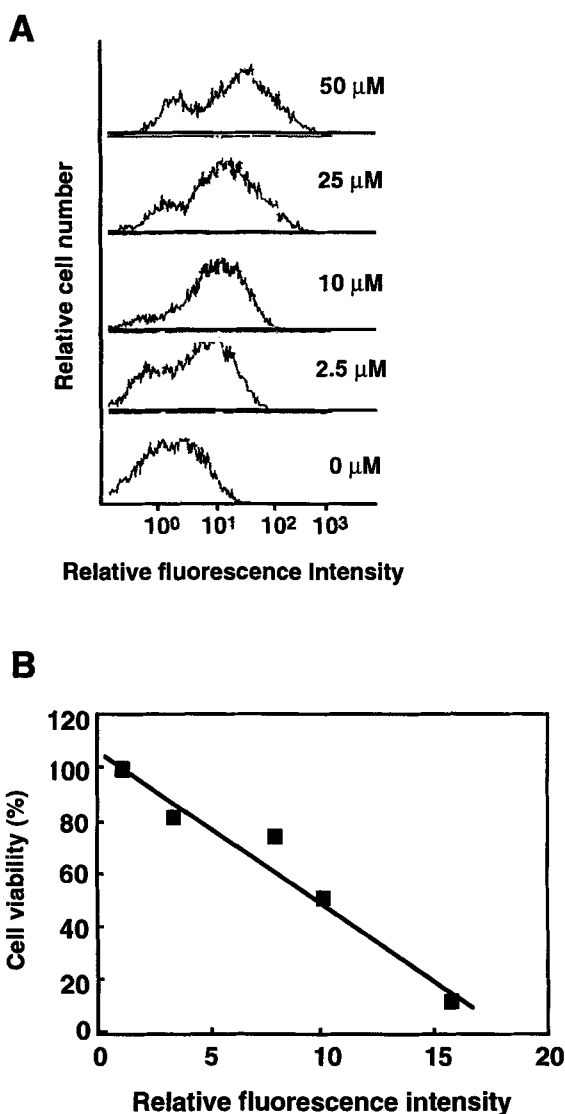 A
50 μM
25 μM
10 μM
2.5 μM
0 μM
Relative cell number
10⁰ 10¹ 10² 10³
Relative fluorescence Intensity
B
120
100
80
60
40
20
0
Cell viability (%)
0 5 10 15 20
Relative fluorescence intensity